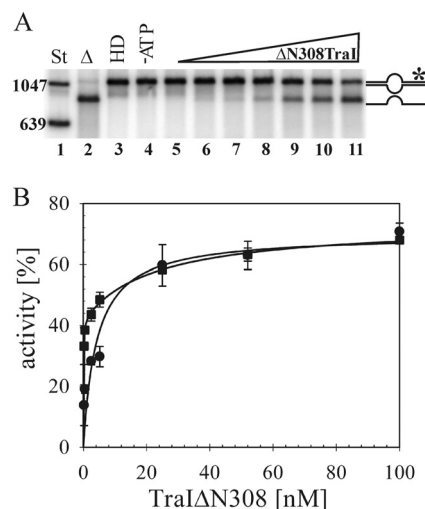 A
St Δ HD -ATP ΔN308TraI
1047
*
639
1 2 3 4 5 6 7 8 9 10 11
B
80
60
40
20
0
activity [%]
0 20 40 60 80 100
TraIΔN308 [nM]